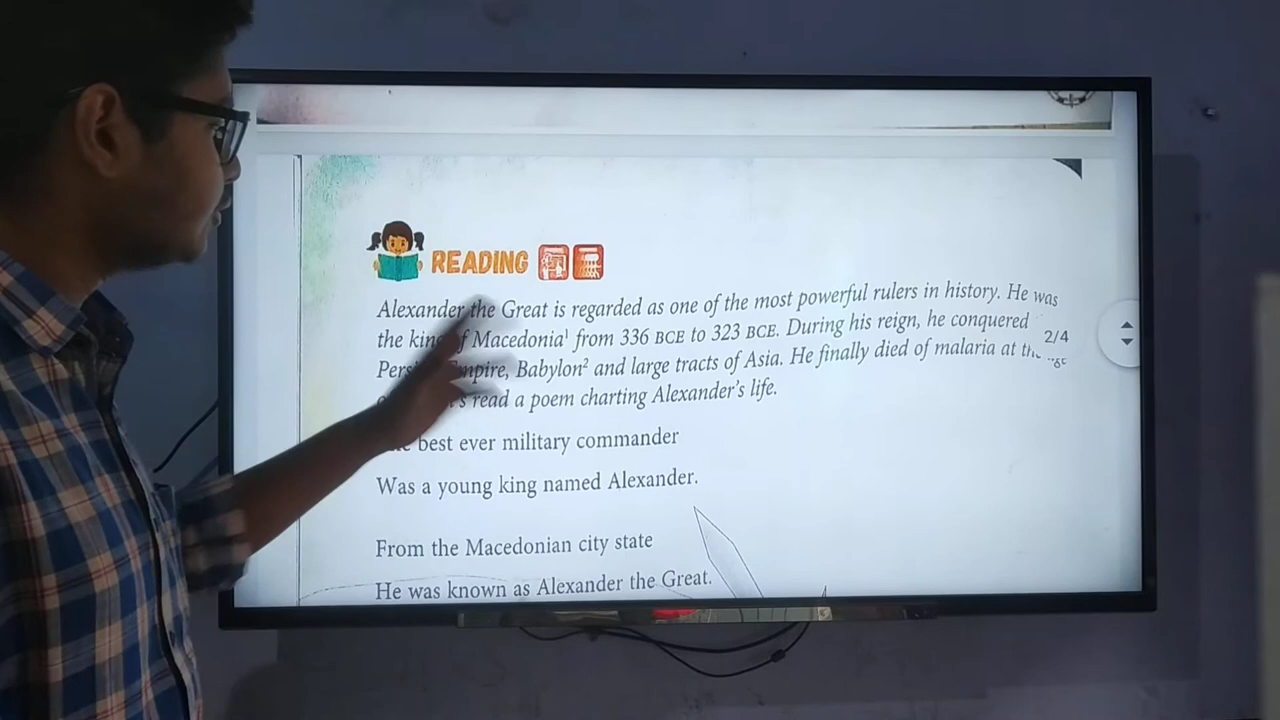 READING
Alexander the Great is regarded as one of the most powerful rulers in history. He was
the king of Macedonia¹ from 336 BCE to 323 BCE. During his reign, he conquered
Empire, Babylon² and large tracts of Asia. He finally died of malaria at
read a poem charting Alexander's life.
best ever military commander
Was a young king named Alexander.
From the Macedonian city state
He was known as Alexander the Great.
2/4